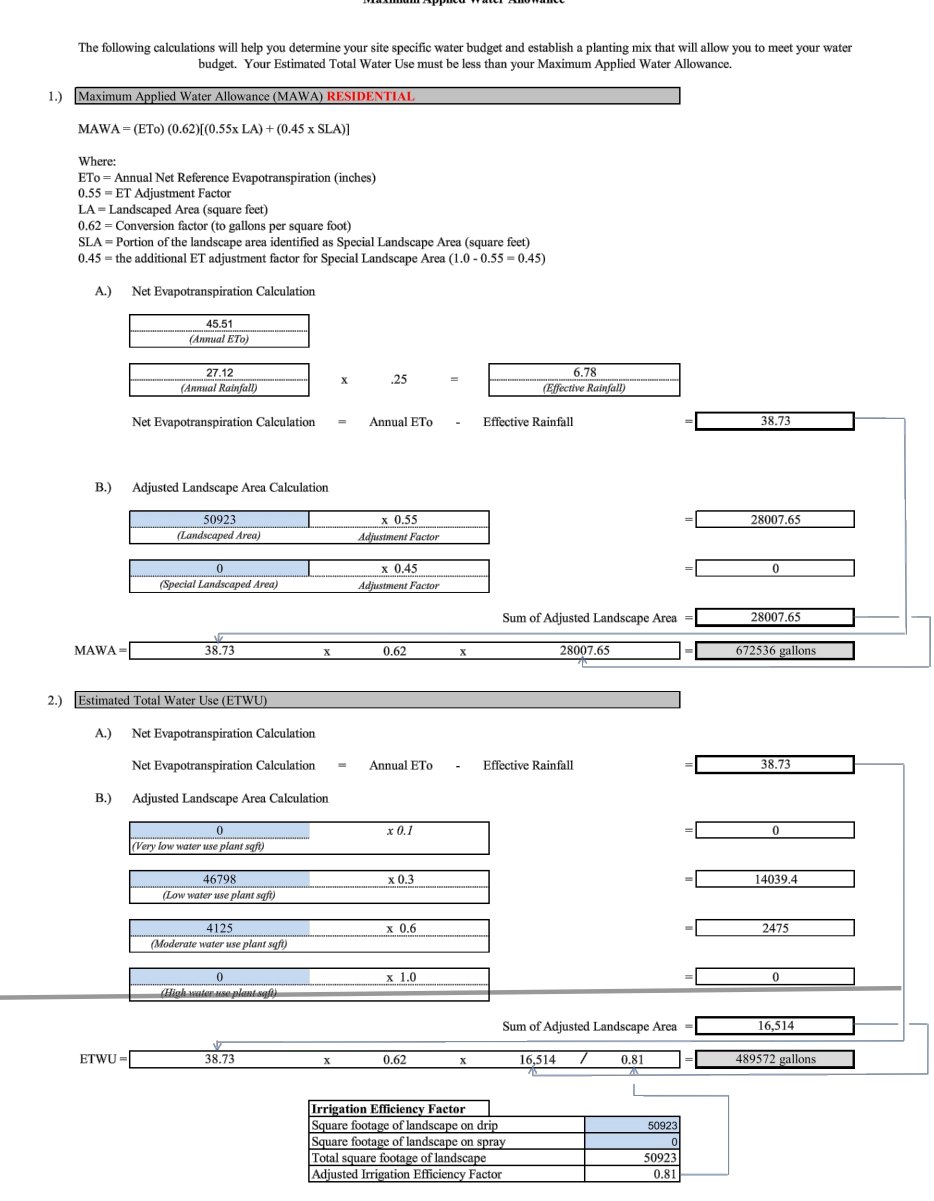 Maximum Applied Water Allowance
The following calculations will help you determine your site specific water budget and establish a planting mix that will allow you to meet your water
budget. Your Estimated Total Water Use must be less than your Maximum Applied Water Allowance.
1.) Maximum Applied Water Allowance (MAWA) RESIDENTIAL
MAWA = (ETo) (0.62)[(0.55x LA) + (0.45 x SLA)]
Where:
ETo = Annual Net Reference Evapotranspiration (inches)
0.55 = ET Adjustment Factor
LA = Landscaped Area (square feet)
0.62 = Conversion factor (to gallons per square foot)
SLA = Portion of the landscape area identified as Special Landscape Area (square feet)
0.45 = the additional ET adjustment factor for Special Landscape Area (1.0 - 0.55 = 0.45)
A.) Net Evapotranspiration Calculation
45.51
(Annual ETo)
27.12 x .25 = 6.78
(Annual Rainfall) (Effective Rainfall)
Net Evapotranspiration Calculation = Annual ETo - Effective Rainfall = 38.73
B.) Adjusted Landscape Area Calculation
50923 x 0.55 = 28007.65
(Landscaped Area) Adjustment Factor
0 x 0.45 = 0
(Special Landscaped Area) Adjustment Factor
Sum of Adjusted Landscape Area = 28007.65
MAWA = 38.73 x 0.62 x 28007.65 = 672536 gallons
2.) Estimated Total Water Use (ETWU)
A.) Net Evapotranspiration Calculation
Net Evapotranspiration Calculation = Annual ETo - Effective Rainfall = 38.73
B.) Adjusted Landscape Area Calculation
0 x 0.1 = 0
(Very low water use plant sqft)
46798 x 0.3 = 14039.4
(Low water use plant sqft)
4125 x 0.6 = 2475
(Moderate water use plant sqft)
0 x 1.0 = 0
(High water use plant sqft)
Sum of Adjusted Landscape Area = 16,514
ETWU = 38.73 x 0.62 x 16,514 / 0.81 = 489572 gallons
Irrigation Efficiency Factor
Square footage of landscape on drip 50923
Square footage of landscape on spray 0
Total square footage of landscape 50923
Adjusted Irrigation Efficiency Factor 0.81